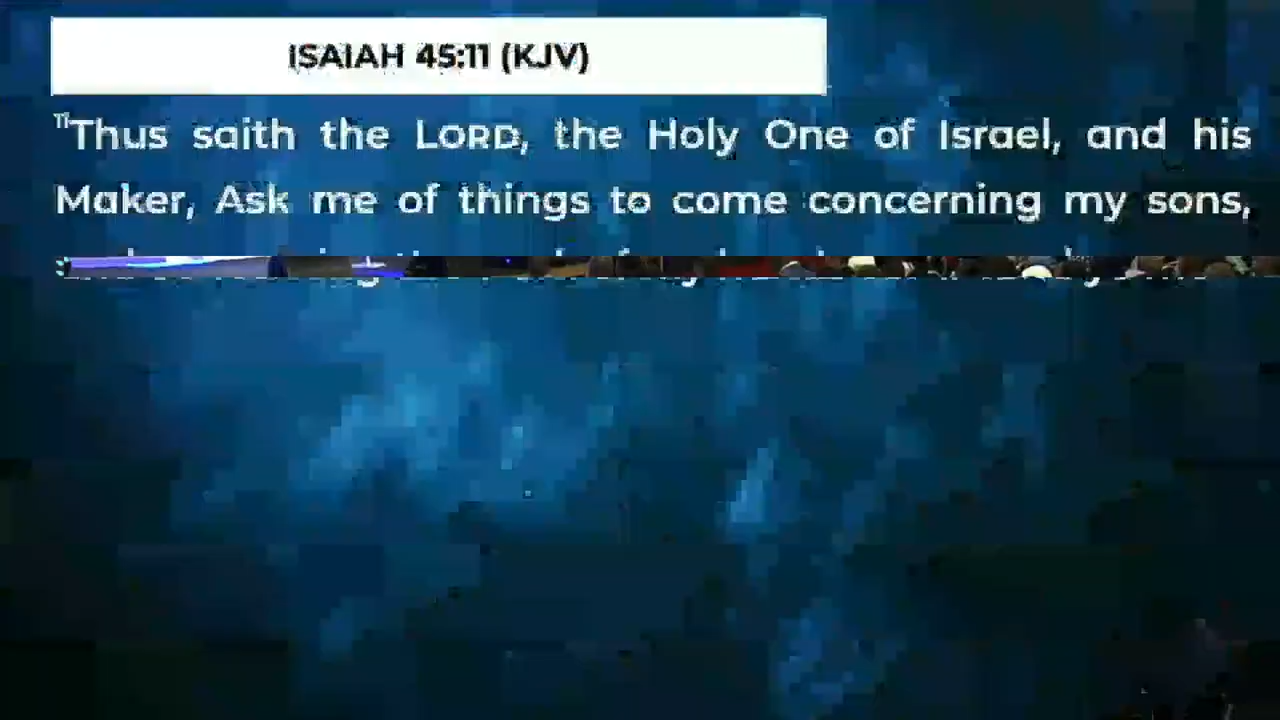 ISAIAH 45:11 (KJV)
11Thus saith the LORD, the Holy One of Israel, and his
Maker, Ask me of things to come concerning my sons,